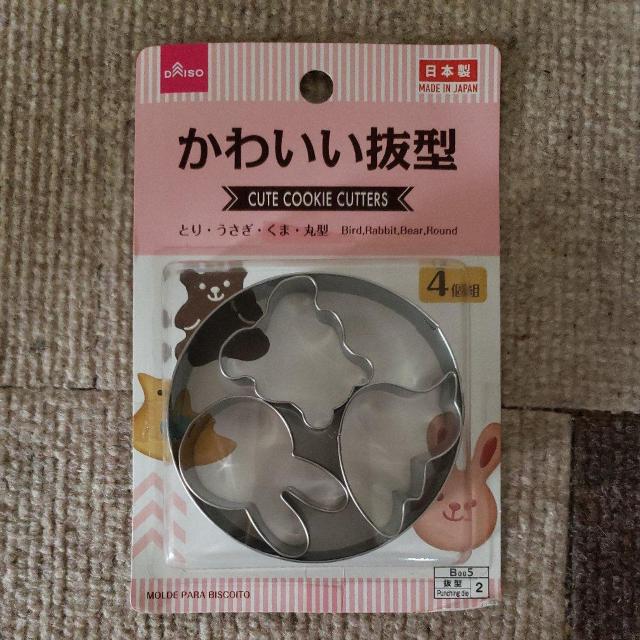 DAISO
日本製
MADE IN JAPAN
かわいい抜型
CUTE COOKIE CUTTERS
とり・うさぎ・くま・丸型 Bird,Rabbit,Bear,Round
4個組
MOLDE PARA BISCOITO
B005
抜型
Punching die
2